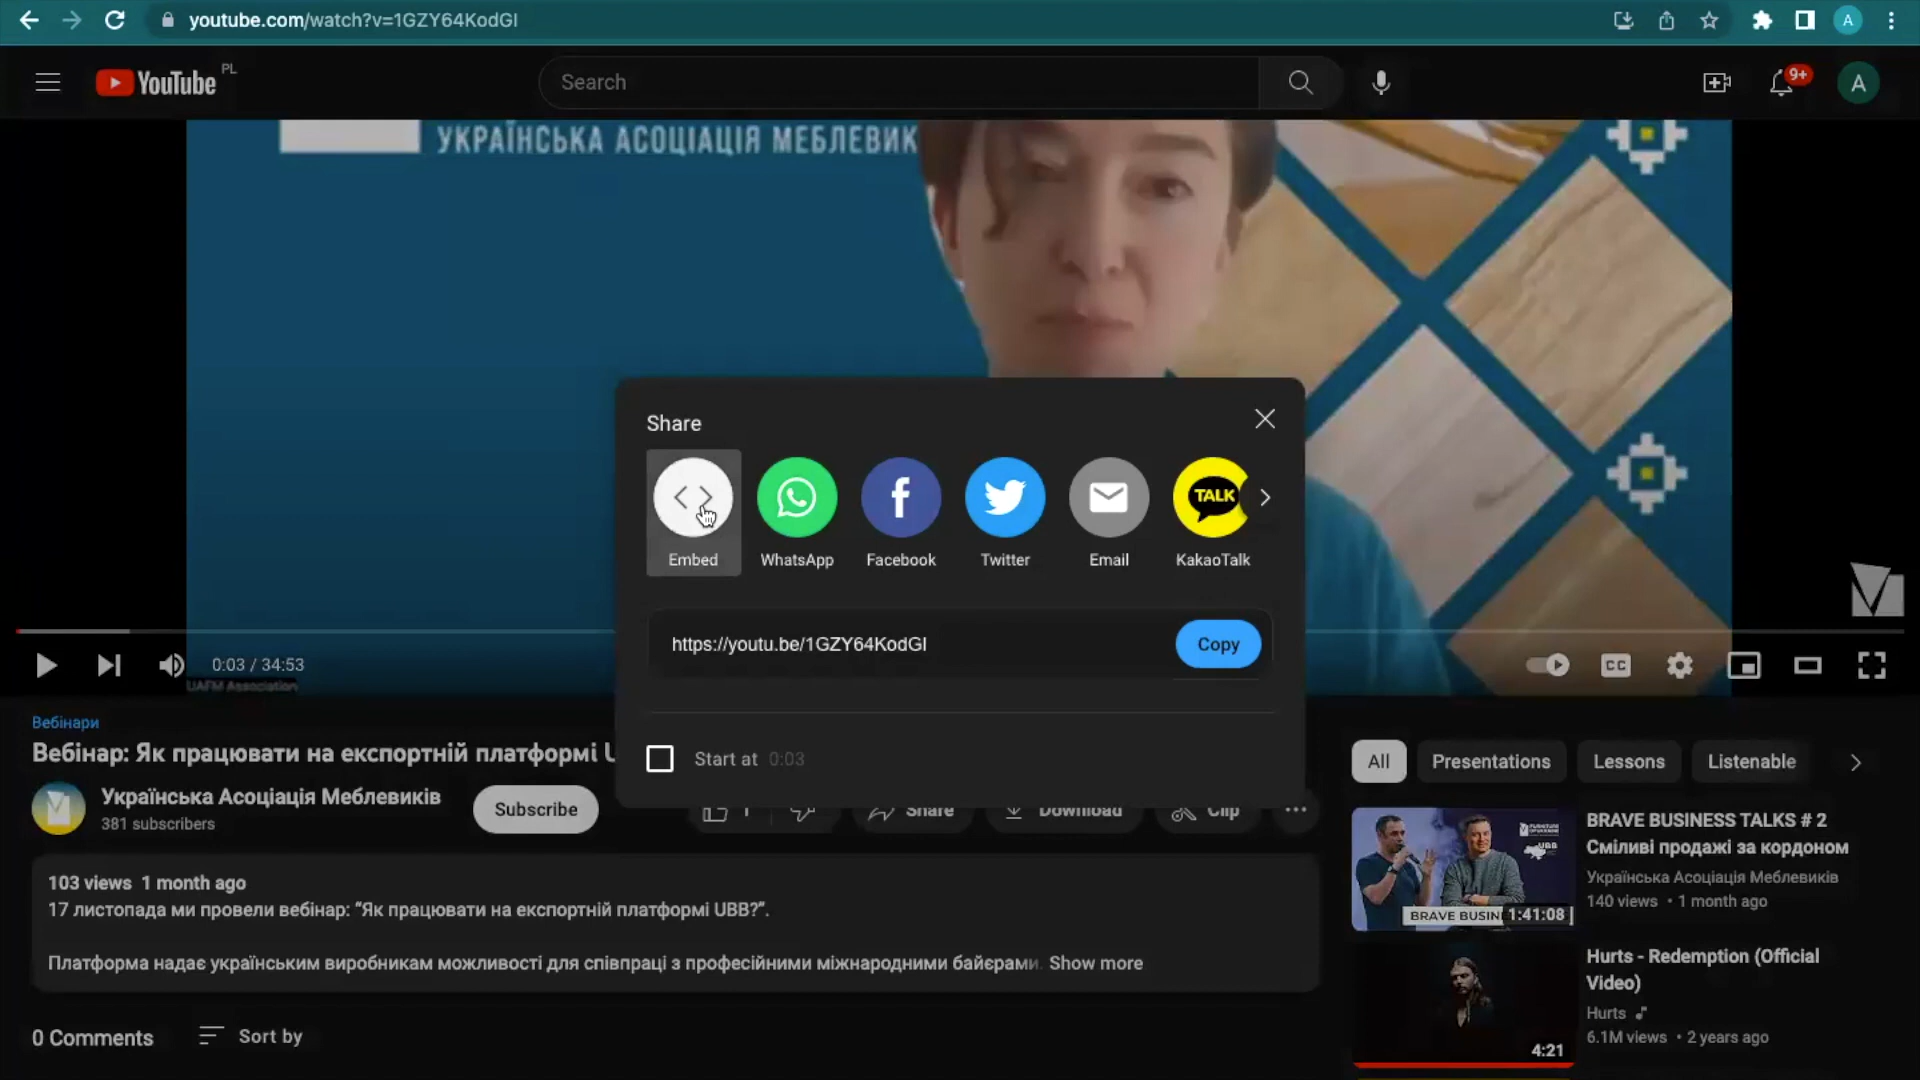 youtube.com/watch?v=1GZY64KodGI
A
YouTube PL
Search
9+
A
УКРАЇНСЬКА АСОЦІАЦІЯ МЕБЛЕВИК
Share
TALK
Embed
WhatsApp
Facebook
Twitter
Email
KakaoTalk
https://youtu.be/1GZY64KodGI
Copy
Start at 0:03
0:03 / 34:53
CC
UAFM Association
Вебінари
Вебінар: Як працювати на експортній платформі U
Українська Асоціація Меблевиків
381 subscribers
Subscribe
1
Share
Download
Clip
103 views 1 month ago
17 листопада ми провели вебінар: “Як працювати на експортній платформі UBB?”.
Платформа надає українським виробникам можливості для співпраці з професійними міжнародними байєрами. Show more
0 Comments
Sort by
All
Presentations
Lessons
Listenable
UBB
BRAVE BUSIN
1:41:08
BRAVE BUSINESS TALKS # 2
Сміливі продажі за кордоном
Українська Асоціація Меблевиків
140 views • 1 month ago
4:21
Hurts - Redemption (Official
Video)
Hurts
6.1M views • 2 years ago